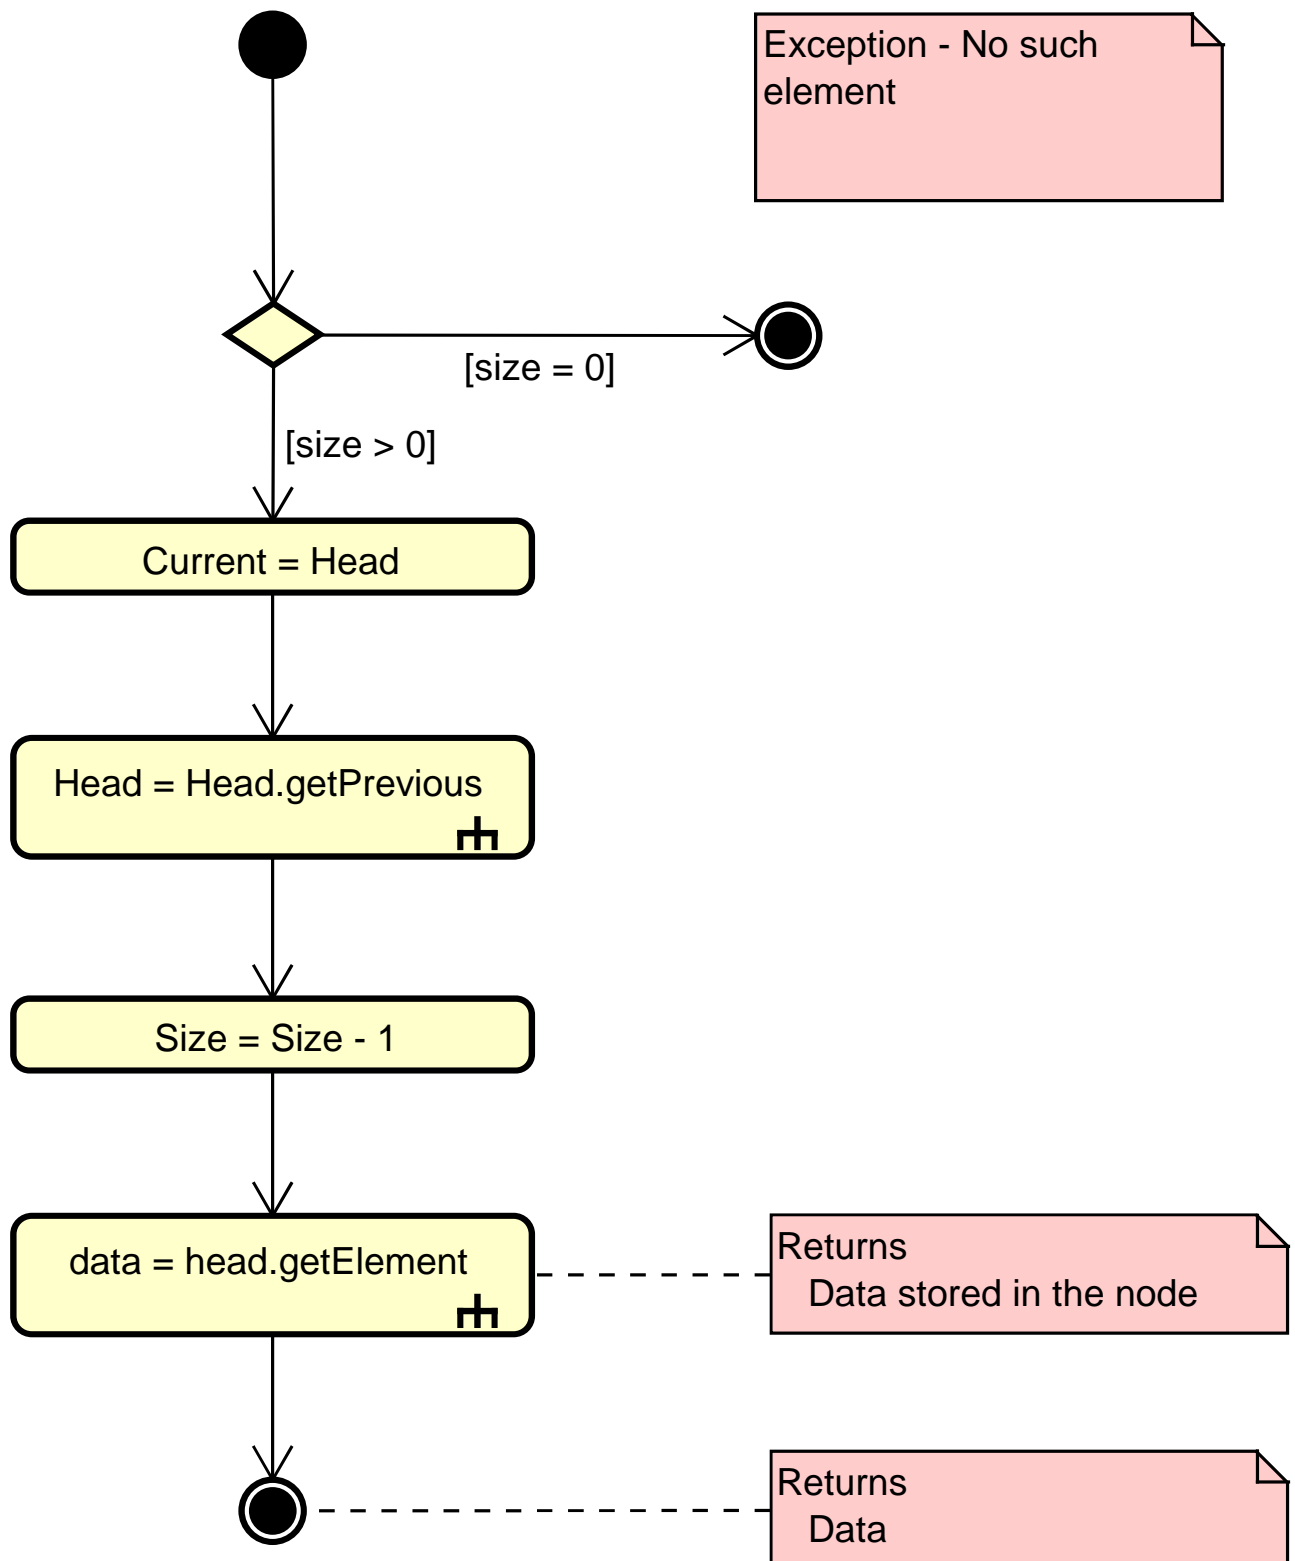 Exception - No such
element
[size = 0]
[size > 0]
Current = Head
Head = Head.getPrevious
Size = Size - 1
data = head.getElement
Returns
Data stored in the node
Returns
Data